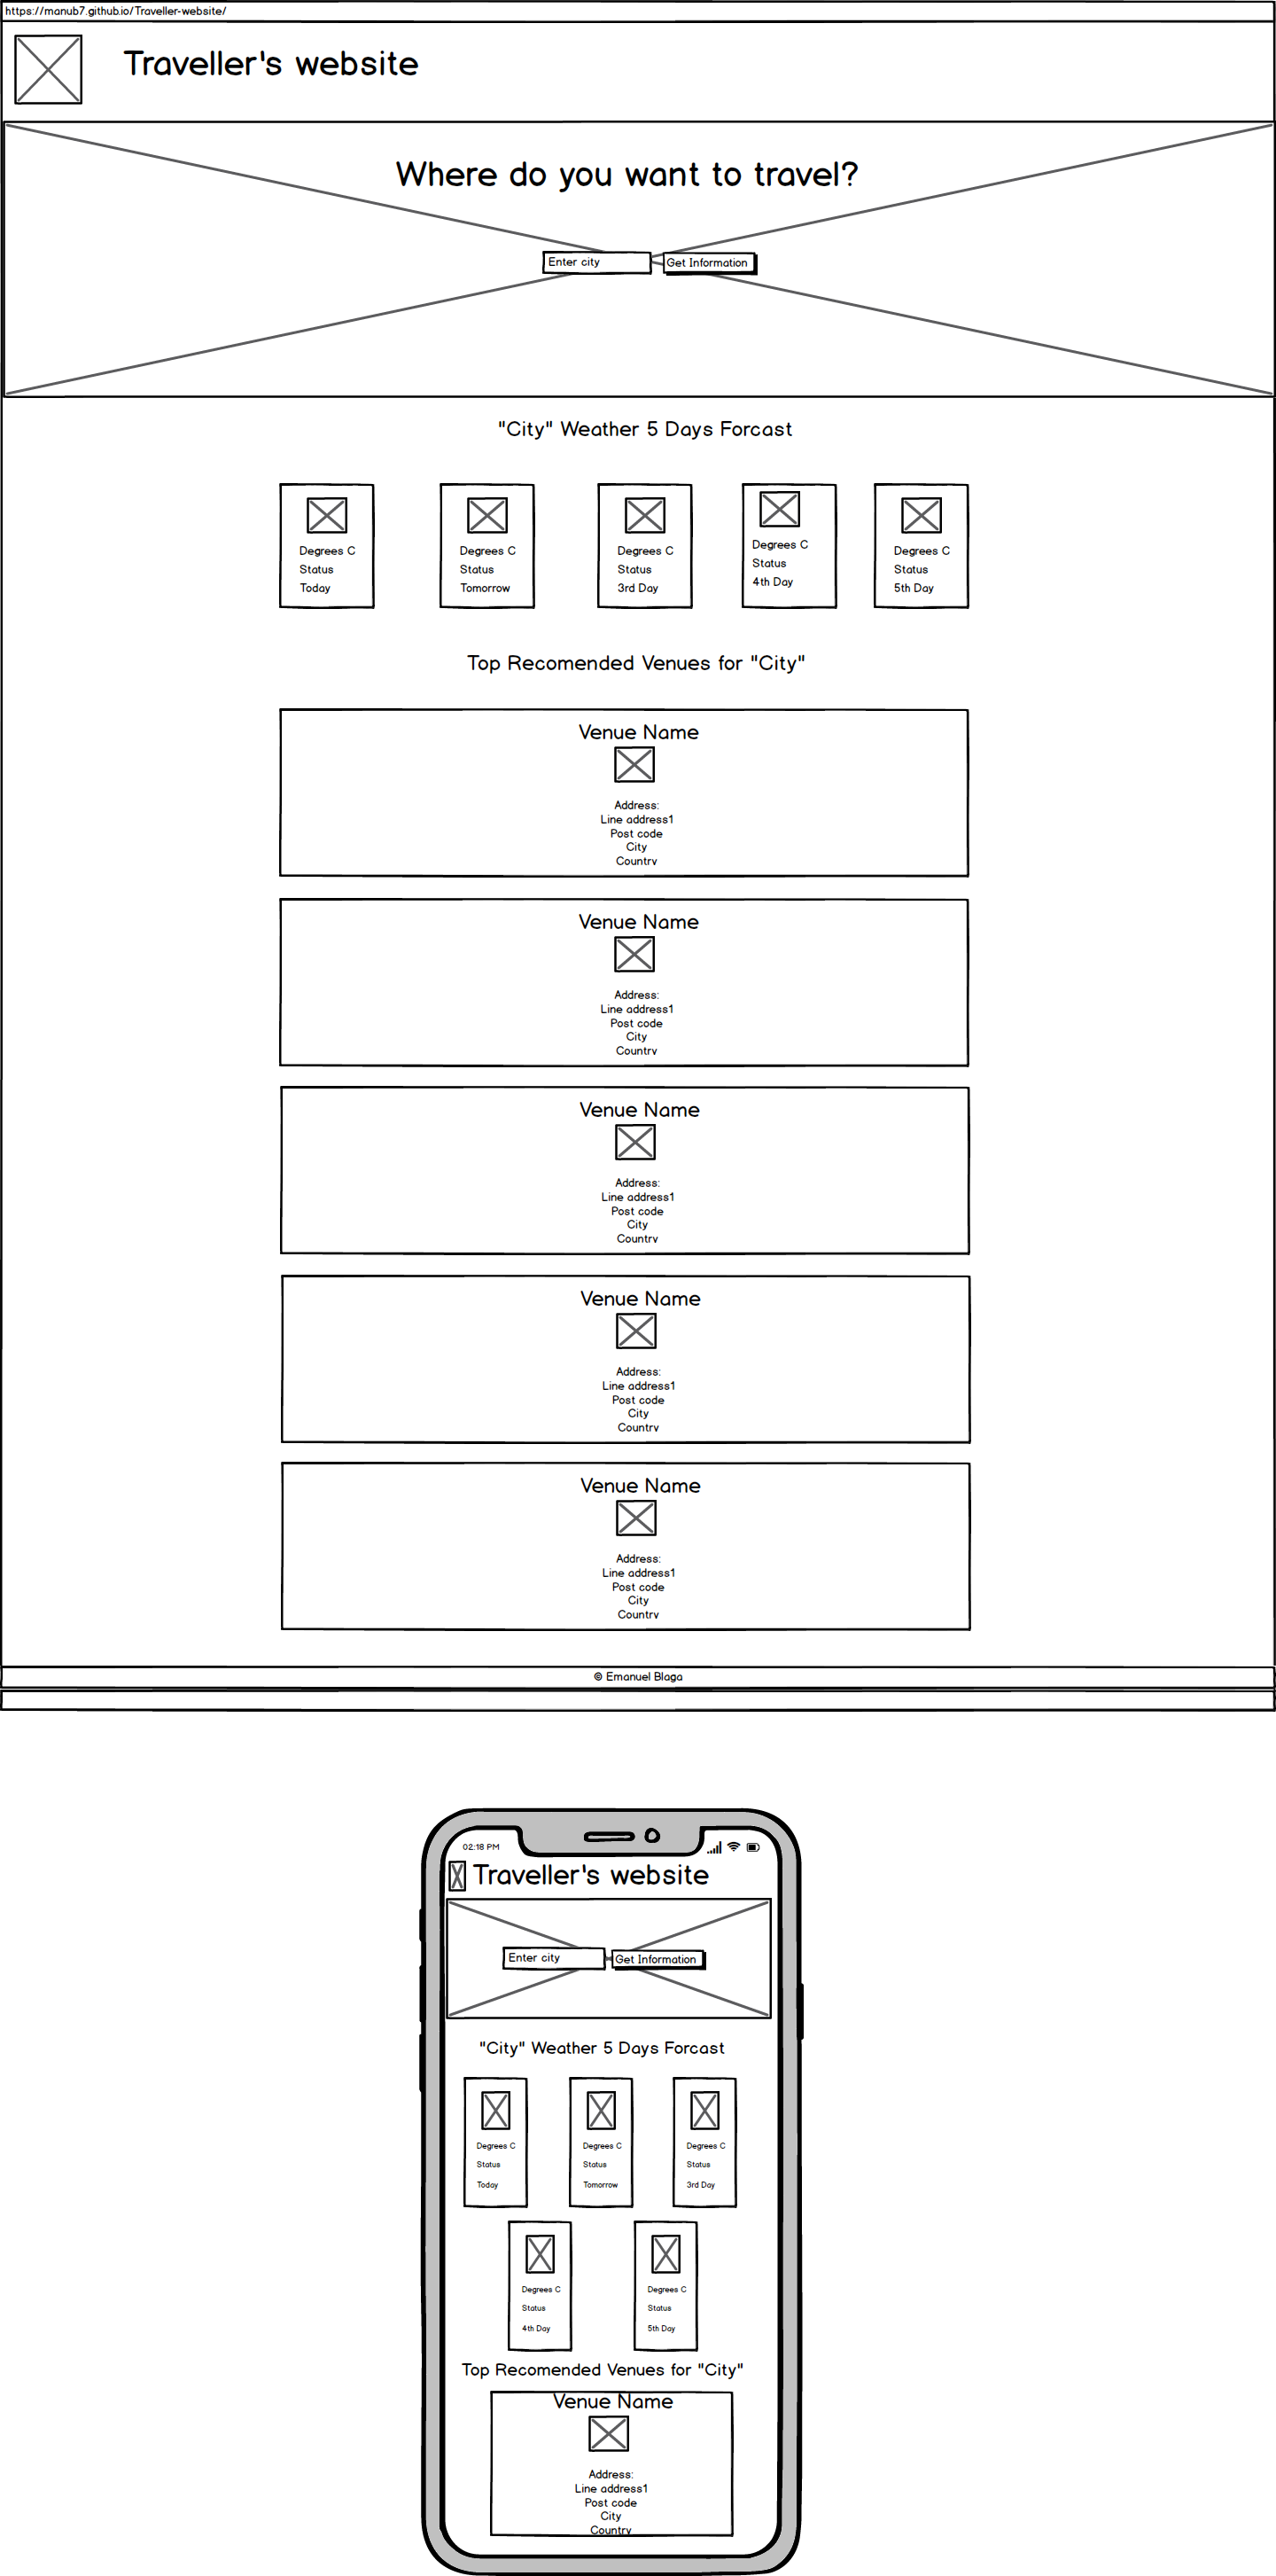 https://manub7.github.io/Traveller-website/
Traveller's website
Where do you want to travel?
Enter city
Get Information
"City" Weather 5 Days Forcast
Degrees C
Status
Today
Degrees C
Status
Tomorrow
Degrees C
Status
3rd Day
Degrees C
Status
4th Day
Degrees C
Status
5th Day
Top Recomended Venues for "City"
Venue Name
Address:
Line address1
Post code
City
Country
Venue Name
Address:
Line address1
Post code
City
Country
Venue Name
Address:
Line address1
Post code
City
Country
Venue Name
Address:
Line address1
Post code
City
Country
Venue Name
Address:
Line address1
Post code
City
Country
© Emanuel Blaga
02:18 PM
Traveller's website
Enter city
Get Information
"City" Weather 5 Days Forcast
Degrees C
Status
Today
Degrees C
Status
Tomorrow
Degrees C
Status
3rd Day
Degrees C
Status
4th Day
Degrees C
Status
5th Day
Top Recomended Venues for "City"
Venue Name
Address:
Line address1
Post code
City
Country